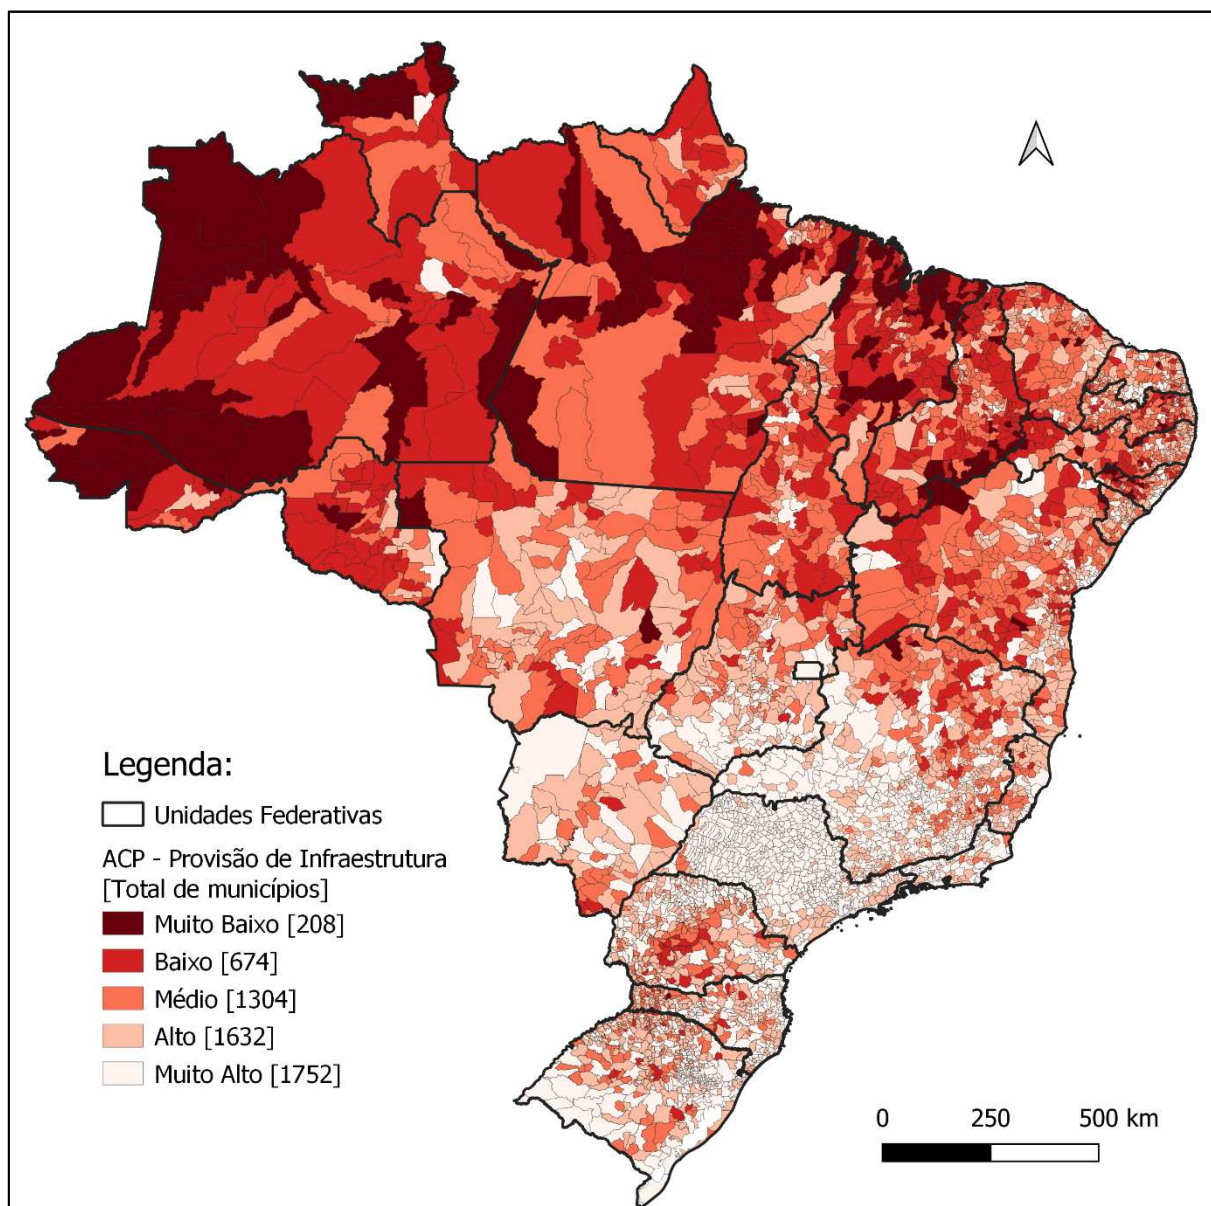 Legenda:
Unidades Federativas
ACP - Provisão de Infraestrutura
[Total de municípios]
Muito Baixo [208]
Baixo [674]
Médio [1304]
Alto [1632]
Muito Alto [1752]
0 250 500 km